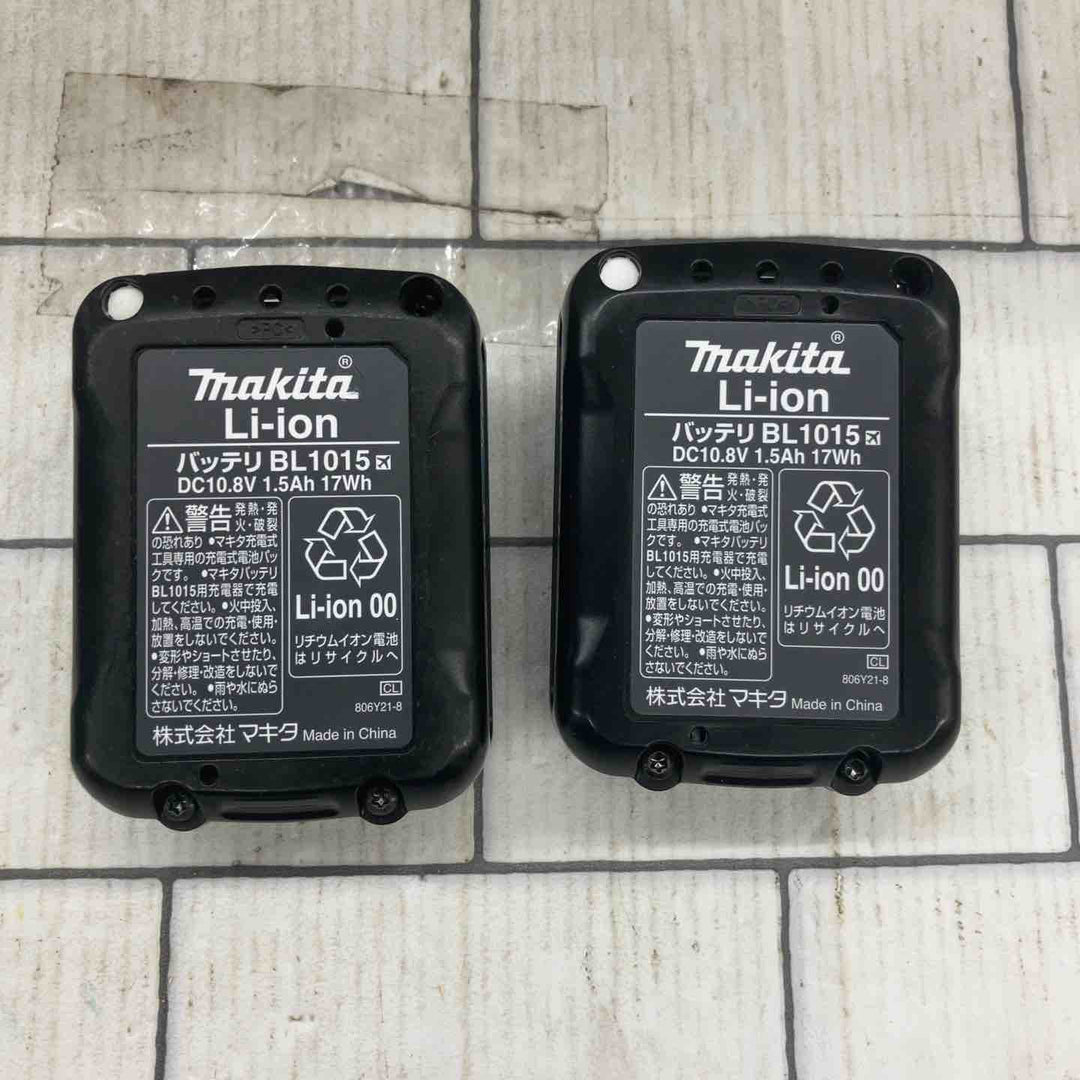 >PC<
makita®
Li-ion
バッテリ BL1015
DC10.8V 1.5Ah 17Wh
警告 発熱・発
火・破裂
の恐れあり •マキタ充電式
工具専用の充電式電池パッ
クです。 •マキタバッテリ
BL1015用充電器で充電
してください。•火中投入、
加熱、高温での充電・使用・
放置をしないでください。
•変形やショートさせたり、
分解・修理・改造をしないで
ください。 •雨や水にぬら
さないでください。
Li-ion 00
リチウムイオン電池
はリサイクルへ
CL
806Y21-8
株式会社 マキタ Made in China
>PC<
makita®
Li-ion
バッテリ BL1015
DC10.8V 1.5Ah 17Wh
警告 発熱・発
火・破裂
の恐れあり •マキタ充電式
工具専用の充電式電池パッ
クです。 •マキタバッテリ
BL1015用充電器で充電
してください。•火中投入、
加熱、高温での充電・使用・
放置をしないでください。
•変形やショートさせたり、
分解・修理・改造をしないで
ください。 •雨や水にぬら
さないでください。
Li-ion 00
リチウムイオン電池
はリサイクルへ
CL
806Y21-8
株式会社 マキタ Made in China